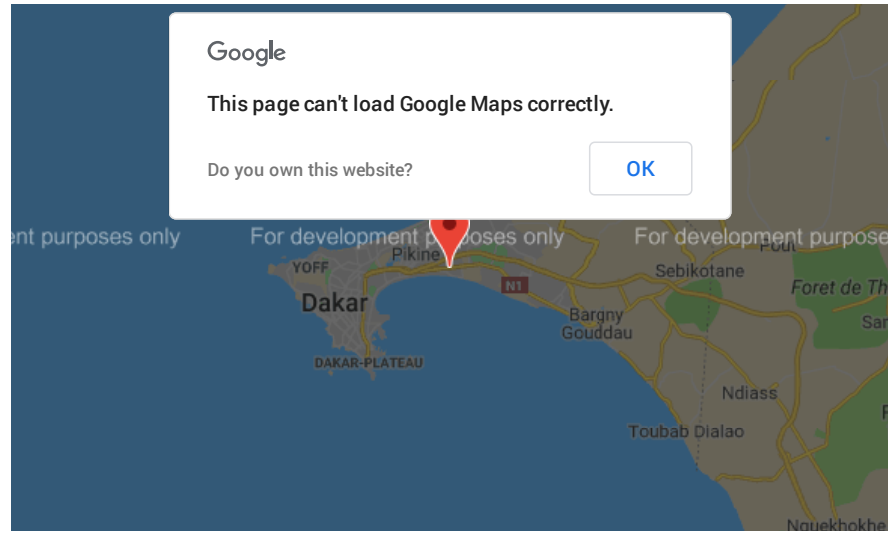 Google
This page can't load Google Maps correctly.
Do you own this website?
OK
ent purposes only
For development purposes only
For development purpose
Pout
Pikine
YOFF
Sebikotane
N1
Foret de Th
Dakar
Bargny
Gouddau
San
DAKAR-PLATEAU
Ndiass
Toubab Dialao
Nguekhokhe